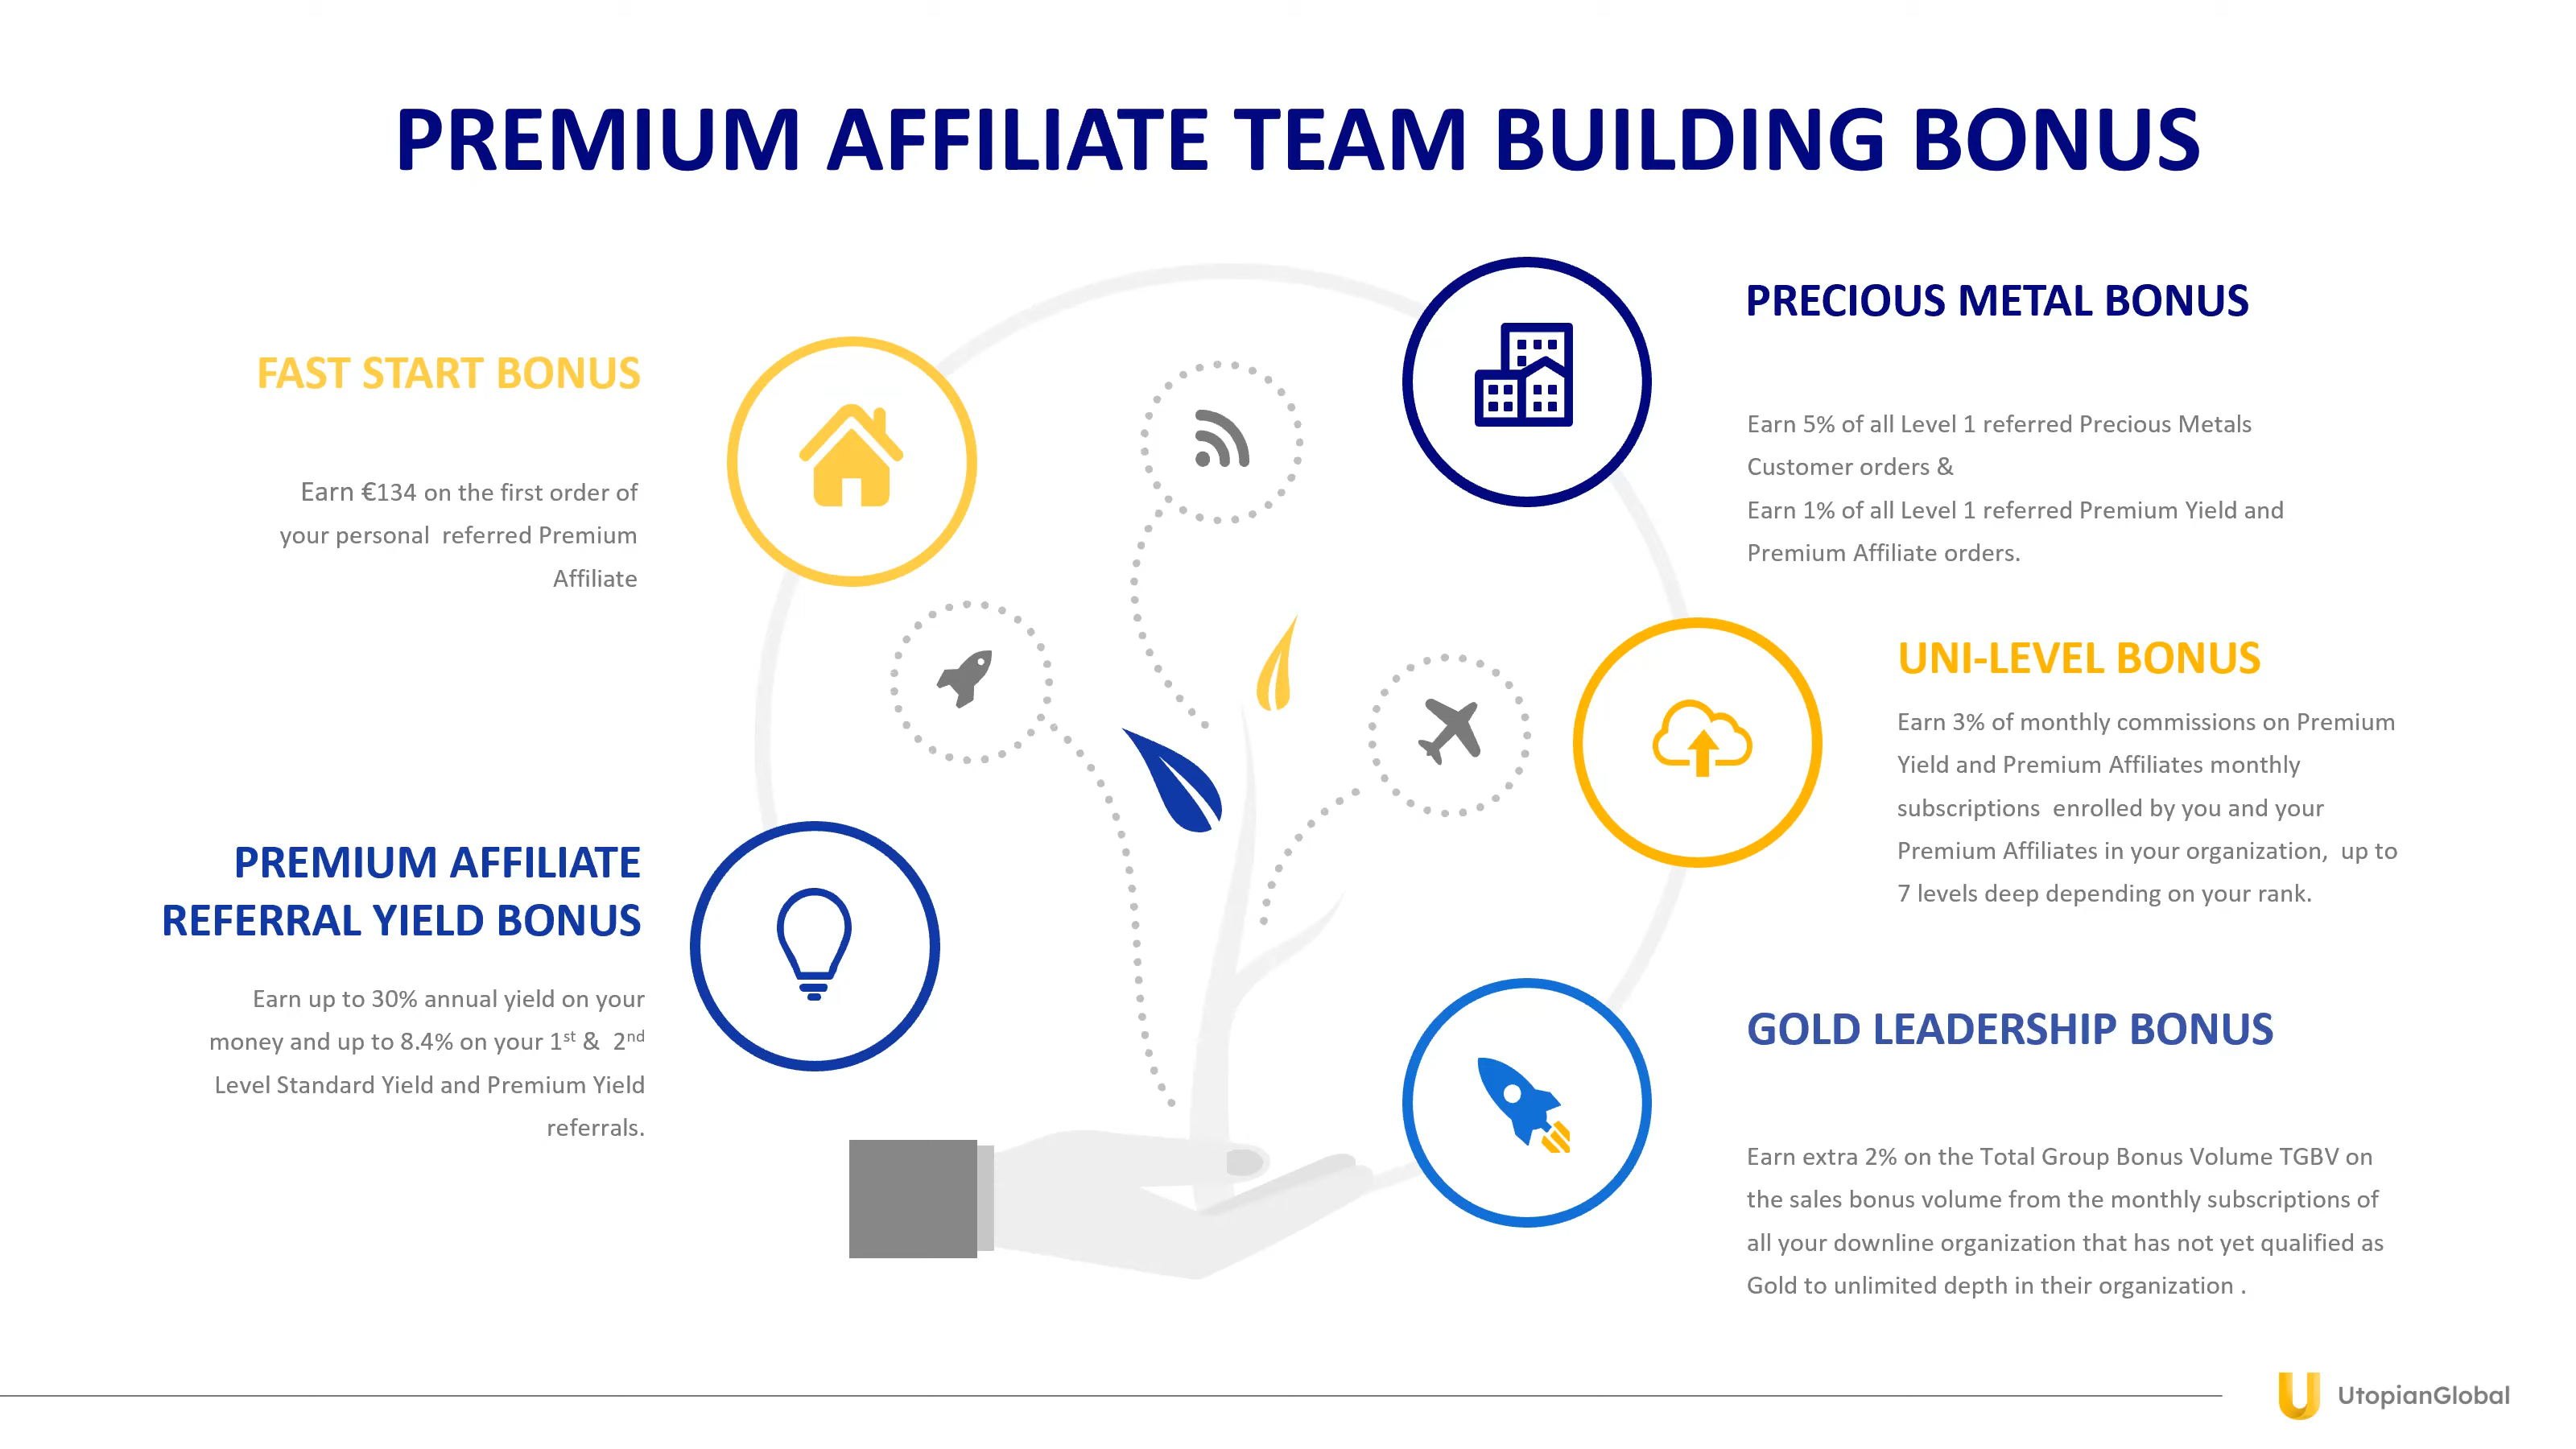 PREMIUM AFFILIATE TEAM BUILDING BONUS
FAST START BONUS
Earn €134 on the first order of
your personal  referred Premium
Affiliate
PREMIUM AFFILIATE
REFERRAL YIELD BONUS
Earn up to 30% annual yield on your
money and up to 8.4% on your 1st &  2nd
Level Standard Yield and Premium Yield
referrals.
PRECIOUS METAL BONUS
Earn 5% of all Level 1 referred Precious Metals
Customer orders &
Earn 1% of all Level 1 referred Premium Yield and
Premium Affiliate orders.
UNI-LEVEL BONUS
Earn 3% of monthly commissions on Premium
Yield and Premium Affiliates monthly
subscriptions  enrolled by you and your
Premium Affiliates in your organization,  up to
7 levels deep depending on your rank.
GOLD LEADERSHIP BONUS
Earn extra 2% on the Total Group Bonus Volume TGBV on
the sales bonus volume from the monthly subscriptions of
all your downline organization that has not yet qualified as
Gold to unlimited depth in their organization .
UtopianGlobal